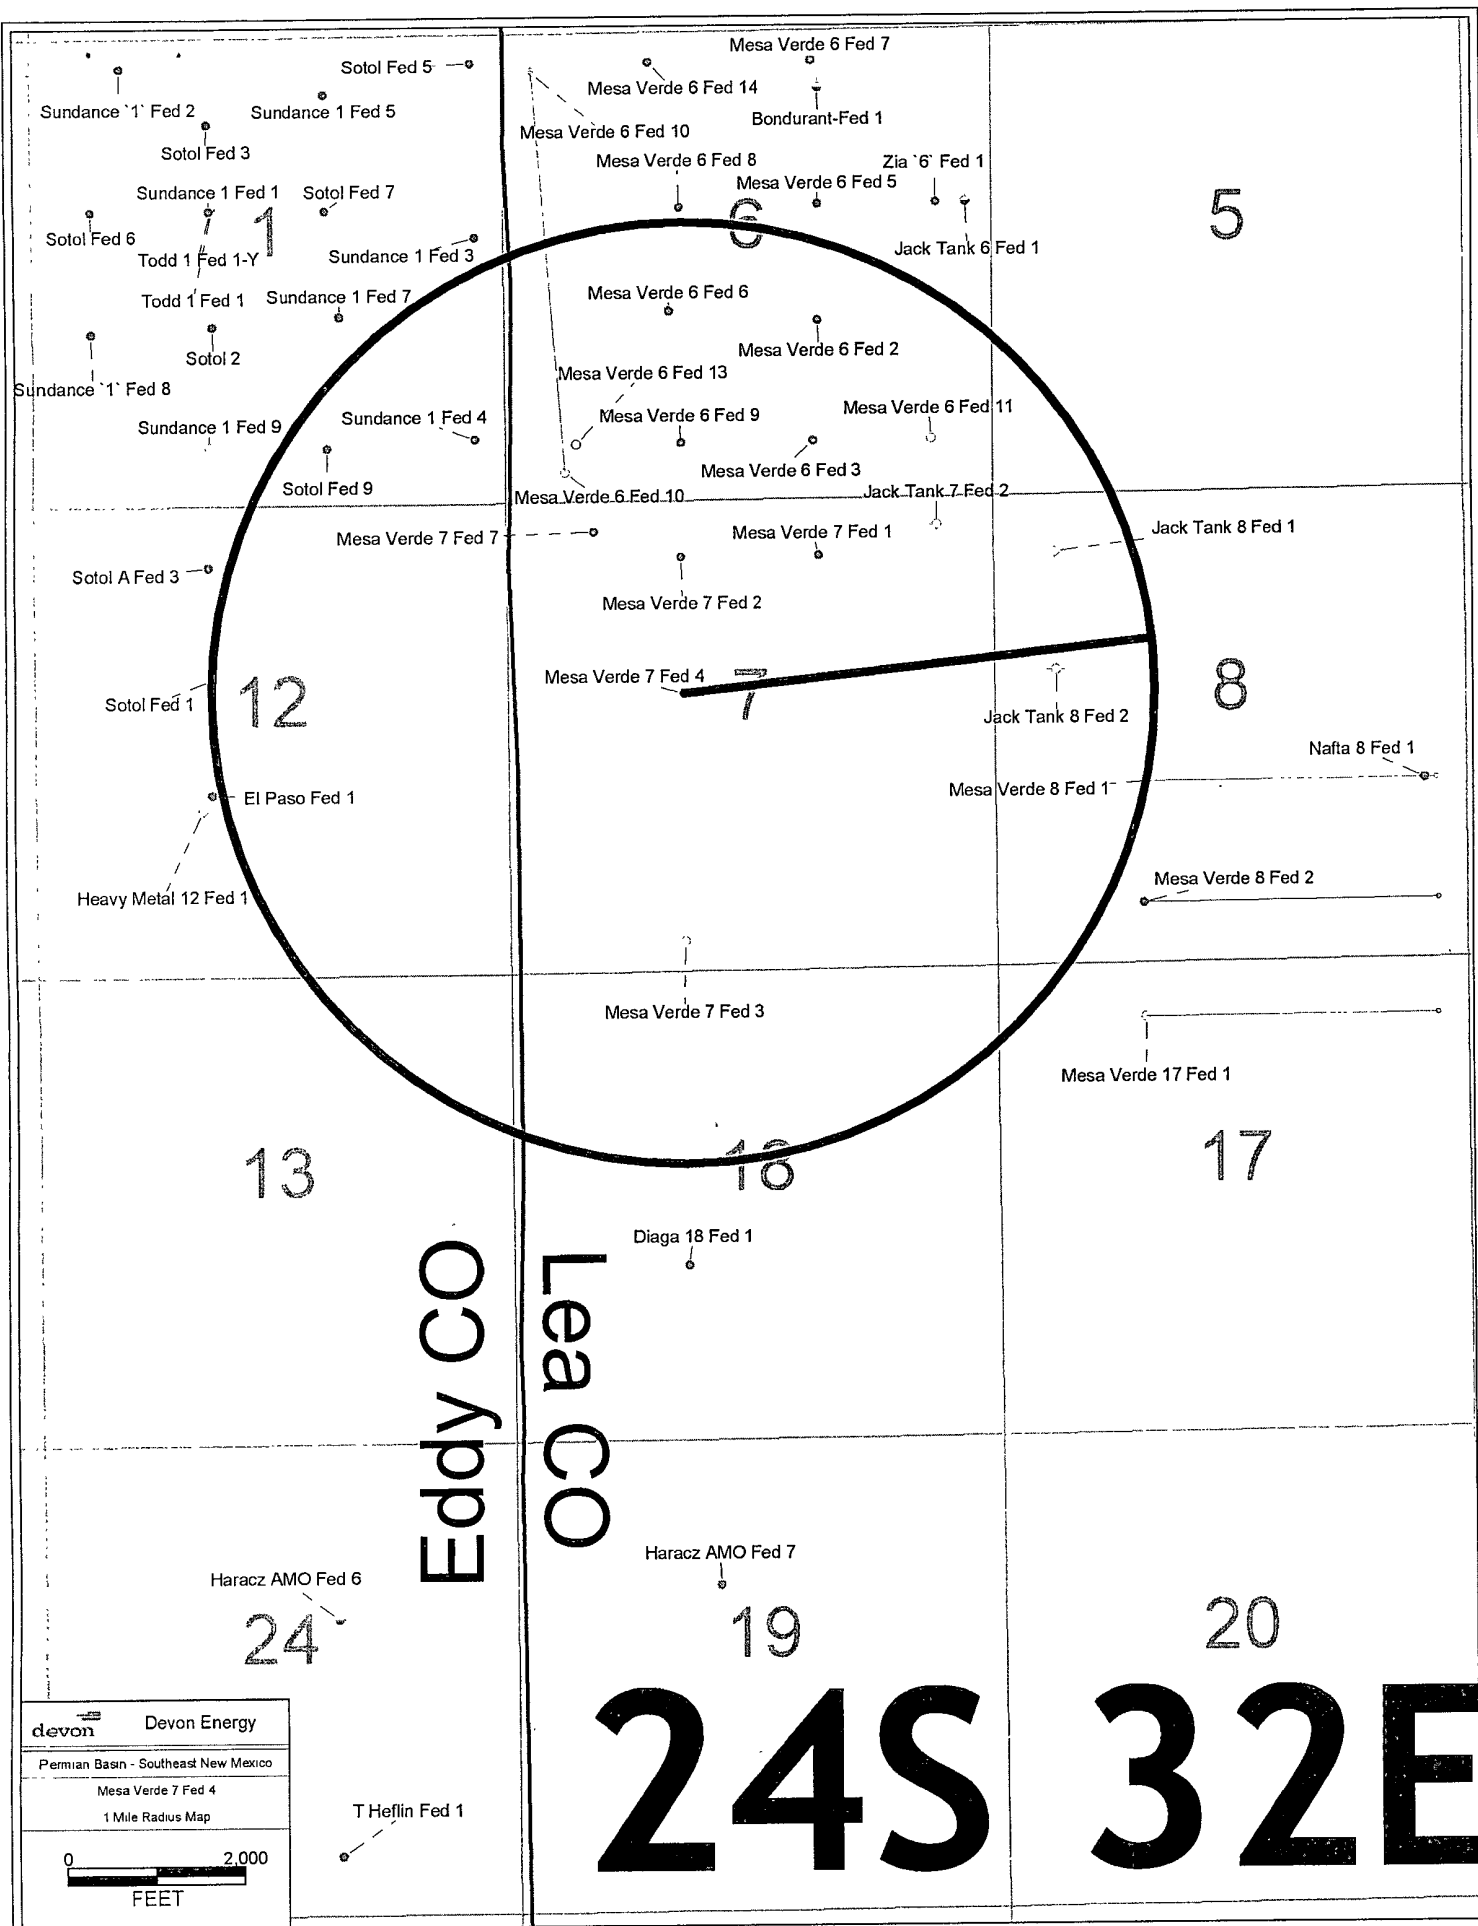 Mesa Verde 6 Fed 7
Sotol Fed 5
Mesa Verde 6 Fed 14
Sundance `1` Fed 2
Sundance 1 Fed 5
Bondurant-Fed 1
Mesa Verde 6 Fed 10
Sotol Fed 3
Mesa Verde 6 Fed 8
Zia `6` Fed 1
Sundance 1 Fed 1
Sotol Fed 7
Mesa Verde 6 Fed 5
1
6
5
Sotol Fed 6
Todd 1 Fed 1-Y
Sundance 1 Fed 3
Jack Tank 6 Fed 1
Todd 1 Fed 1
Sundance 1 Fed 7
Mesa Verde 6 Fed 6
Sotol 2
Mesa Verde 6 Fed 2
Sundance `1` Fed 8
Mesa Verde 6 Fed 13
Sundance 1 Fed 9
Sundance 1 Fed 4
Mesa Verde 6 Fed 9
Mesa Verde 6 Fed 11
Sotol Fed 9
Mesa Verde 6 Fed 3
Mesa Verde 6 Fed 10
Jack Tank 7 Fed 2
Mesa Verde 7 Fed 7
Mesa Verde 7 Fed 1
Jack Tank 8 Fed 1
Sotol A Fed 3
Mesa Verde 7 Fed 2
Mesa Verde 7 Fed 4
Sotol Fed 1
12
7
8
Jack Tank 8 Fed 2
Nafta 8 Fed 1
El Paso Fed 1
Mesa Verde 8 Fed 1
Heavy Metal 12 Fed 1
Mesa Verde 8 Fed 2
Mesa Verde 7 Fed 3
Mesa Verde 17 Fed 1
13
18
17
Diaga 18 Fed 1
Eddy CO
Lea CO
Haracz AMO Fed 6
Haracz AMO Fed 7
24
19
20
24S 32E
devon
Devon Energy
Permian Basin - Southeast New Mexico
Mesa Verde 7 Fed 4
1 Mile Radius Map
0 2,000
FEET
T Heflin Fed 1